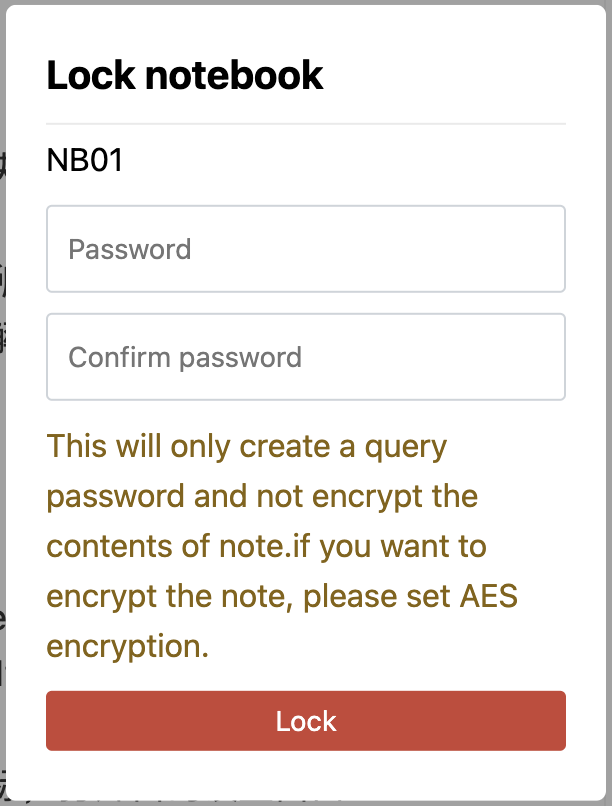 Lock notebook
NB01
Password
Confirm password
This will only create a query
password and not encrypt the
contents of note.if you want to
encrypt the note, please set AES
encryption.
Lock